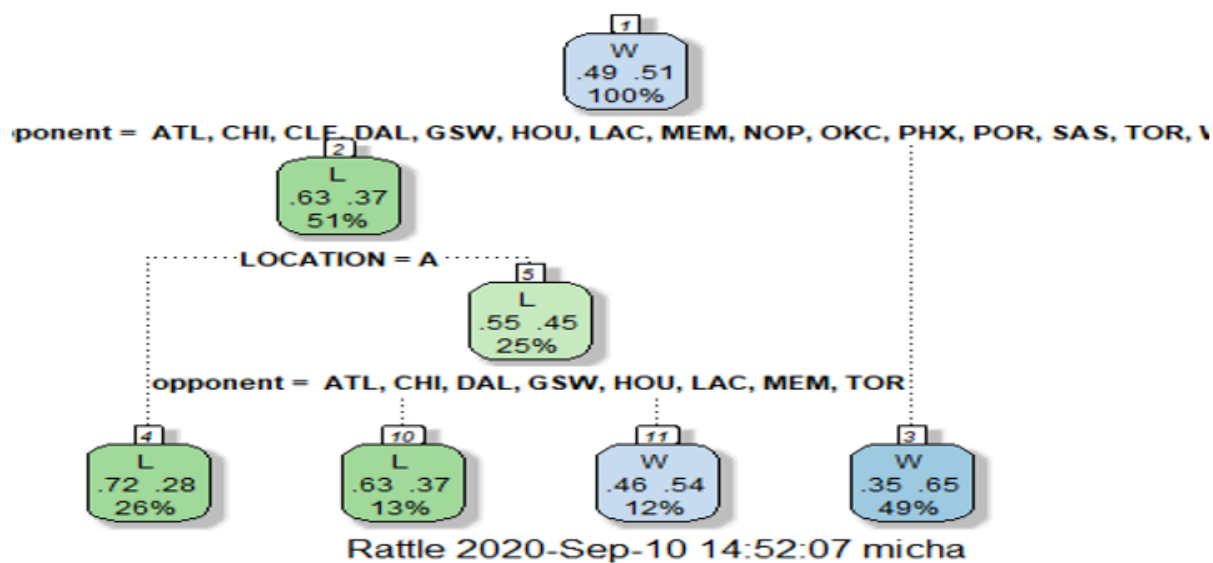 1
W
.49 .51
100%
ponent = ATL, CHI, CLE, DAL, GSW, HOU, LAC, MEM, NOP, OKC, PHX, POR, SAS, TOR,
2
L
.63 .37
51%
LOCATION = A
5
L
.55 .45
25%
opponent = ATL, CHI, DAL, GSW, HOU, LAC, MEM, TOR
4
L
.72 .28
26%
10
L
.63 .37
13%
11
W
.46 .54
12%
3
W
.35 .65
49%
Rattle 2020-Sep-10 14:52:07 micha